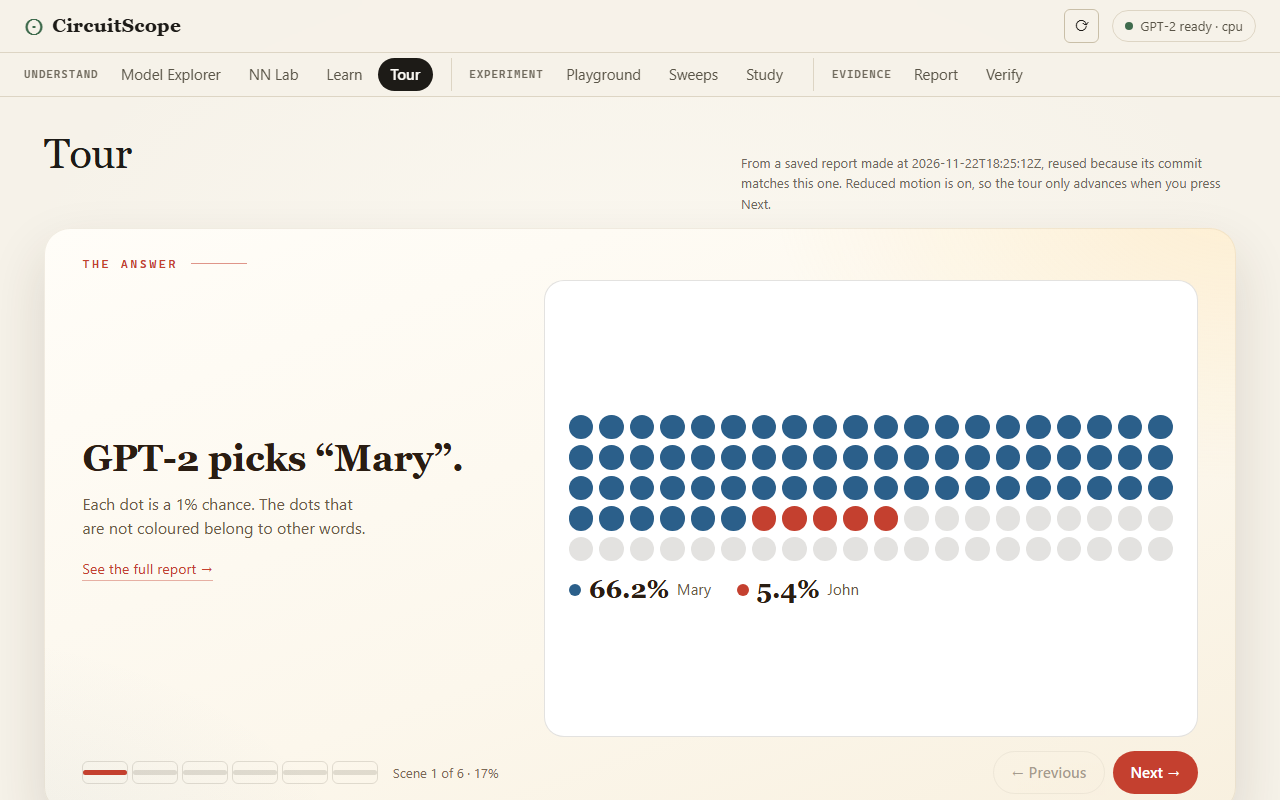 CircuitScope
GPT-2 ready · cpu
UNDERSTAND Model Explorer NN Lab Learn Tour EXPERIMENT Playground Sweeps Study EVIDENCE Report Verify
Tour
From a saved report made at 2026-11-22T18:25:12Z, reused because its commit
matches this one. Reduced motion is on, so the tour only advances when you press
Next.
THE ANSWER
GPT-2 picks “Mary”.
Each dot is a 1% chance. The dots that
are not coloured belong to other words.
See the full report →
66.2% Mary 5.4% John
Scene 1 of 6 · 17%
← Previous Next →